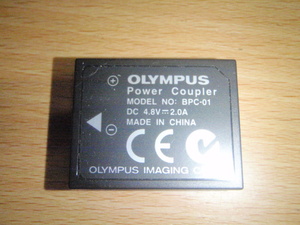 OLYMPUS
Power Coupler
MODEL NO: BPC-01
DC 4.8V⎓2.0A
MADE IN CHINA
CE N
OLYMPUS IMAGING